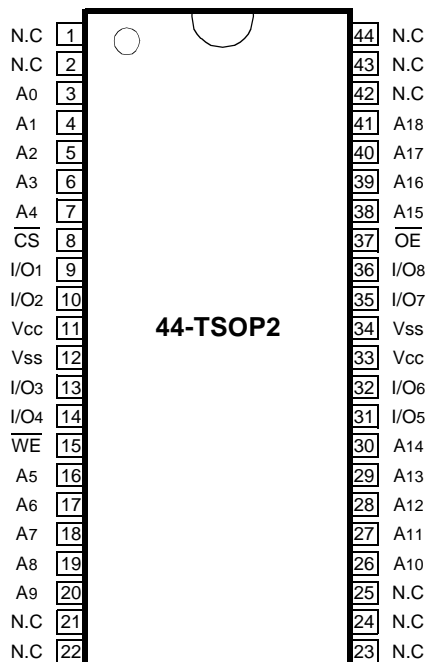 N.C 1 44 N.C
N.C 2 43 N.C
A0 3 42 N.C
A1 4 41 A18
A2 5 40 A17
A3 6 39 A16
A4 7 38 A15
C̅S̅ 8 37 O̅E̅
I/O1 9 36 I/O8
I/O2 10 35 I/O7
Vcc 11 44-TSOP2 34 Vss
Vss 12 33 Vcc
I/O3 13 32 I/O6
I/O4 14 31 I/O5
W̅E̅ 15 30 A14
A5 16 29 A13
A6 17 28 A12
A7 18 27 A11
A8 19 26 A10
A9 20 25 N.C
N.C 21 24 N.C
N.C 22 23 N.C